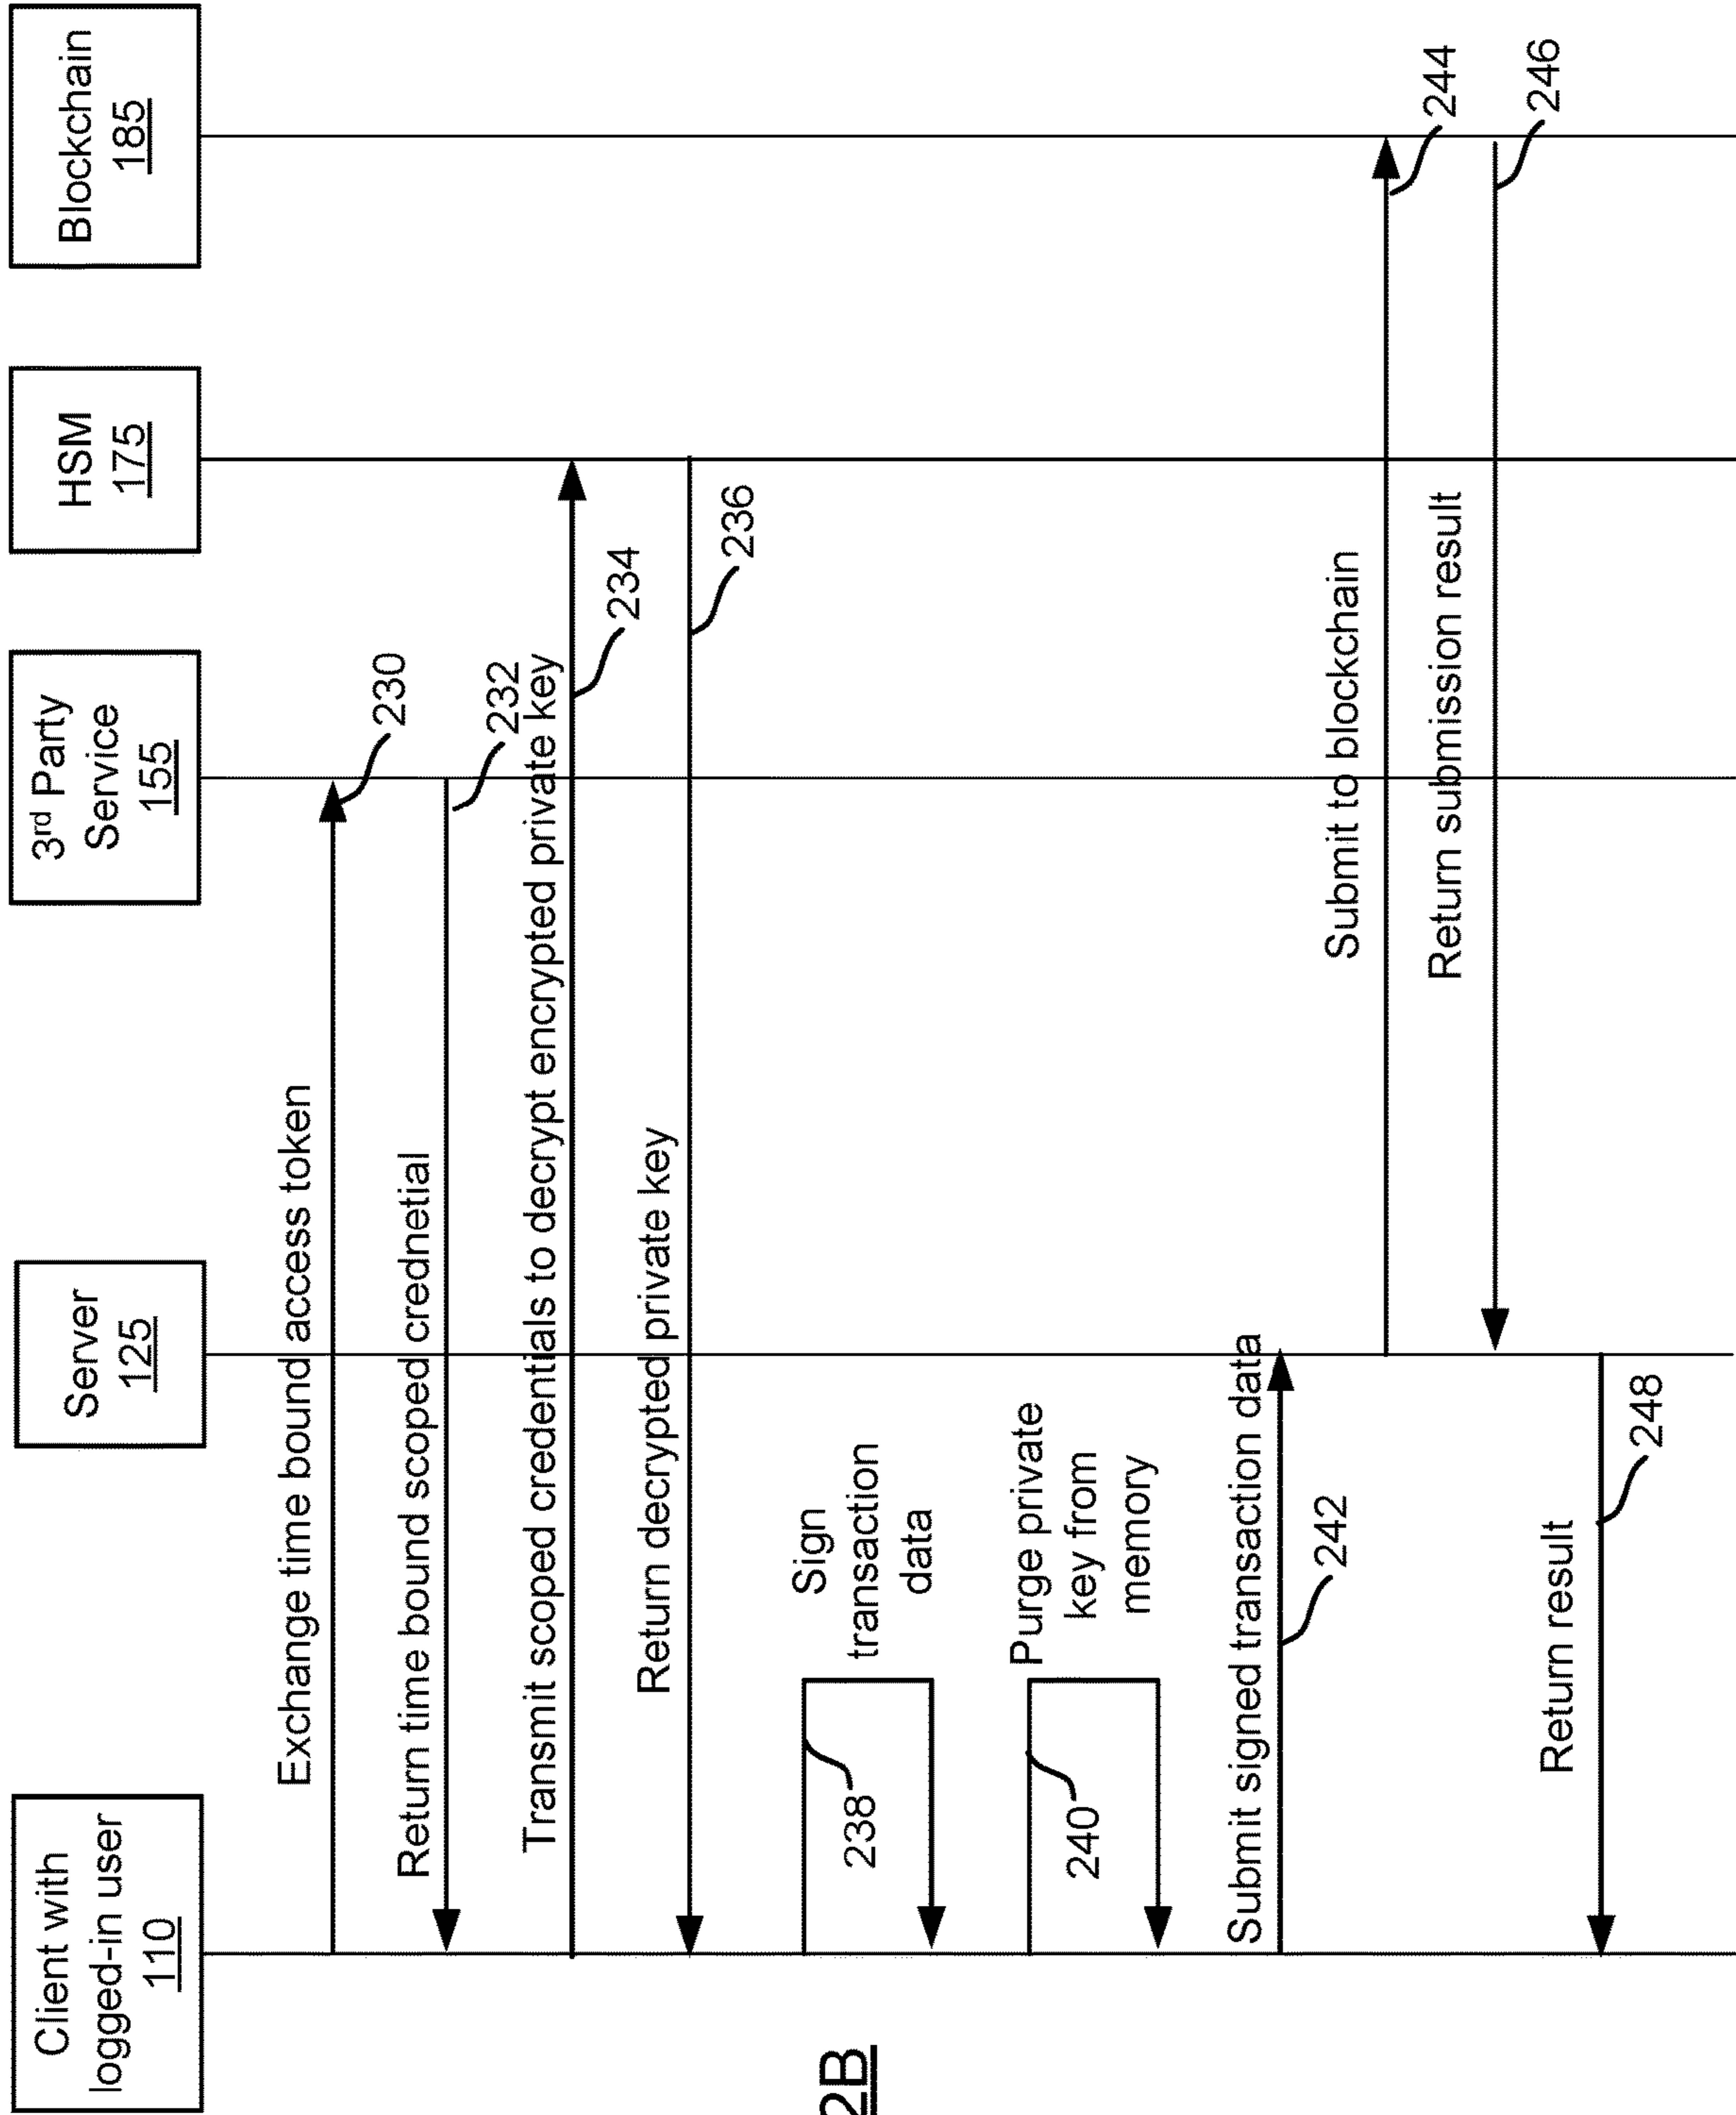 Client with
logged-in user
110
Server
125
3rd Party
Service
155
HSM
175
Blockchain
185
Exchange time bound access token
230
Return time bound scoped crednetial
232
Transmit scoped credentials to decrypt encrypted private key
234
Return decrypted private key
236
Sign
transaction
data
238
Purge private
key from
memory
240
Submit signed transaction data
242
Submit to blockchain
244
Return submission result
246
Return result
248
2B